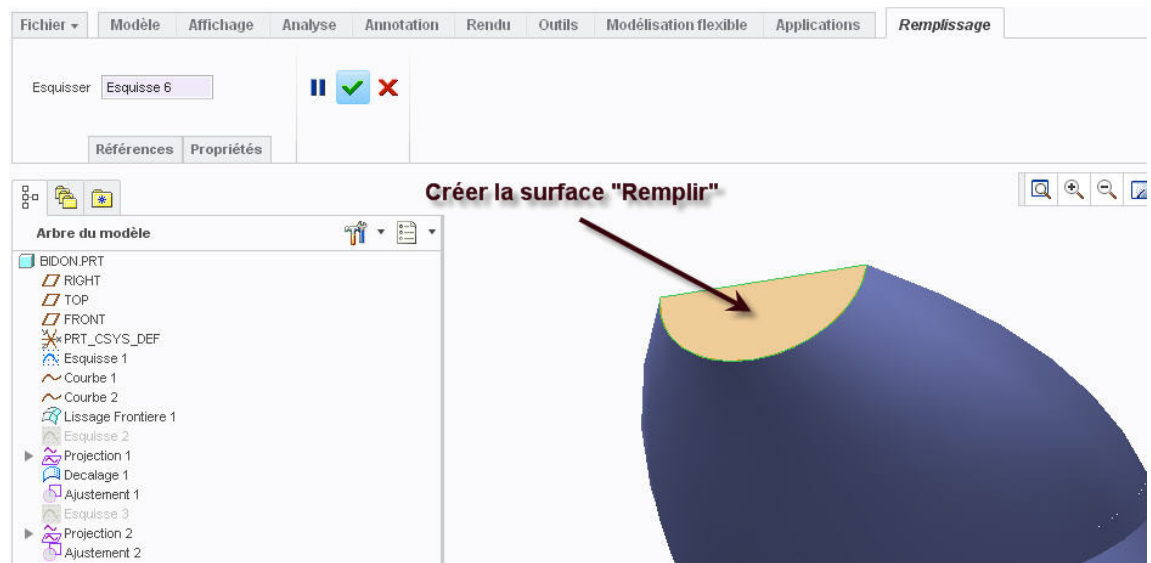 Fichier Modèle Affichage Analyse Annotation Rendu Outils Modélisation flexible Applications Remplissage
Esquisser Esquisse 6
Références Propriétés
Créer la surface "Remplir"
Arbre du modèle
BIDON.PRT
RIGHT
TOP
FRONT
PRT_CSYS_DEF
Esquisse 1
Courbe 1
Courbe 2
Lissage Frontiere 1
Esquisse 2
Projection 1
Decalage 1
Ajustement 1
Esquisse 3
Projection 2
Ajustement 2